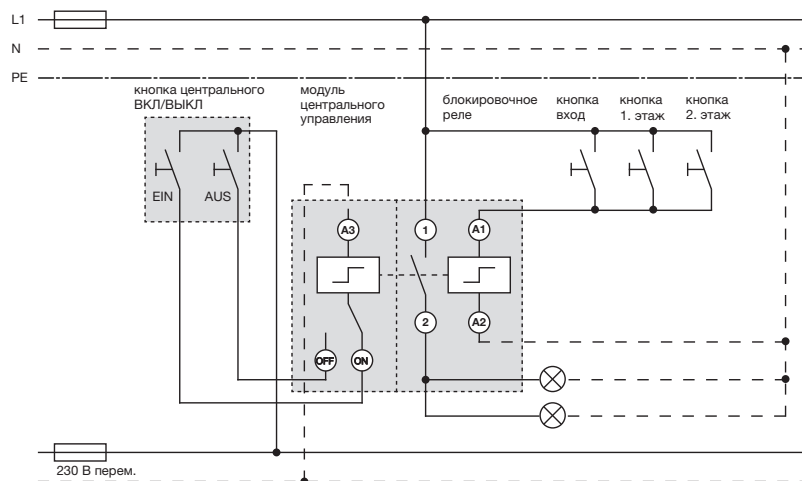 L1
N
PE
кнопка центрального
ВКЛ/ВЫКЛ
модуль
центрального
управления
блокировочное
реле
кнопка
вход
кнопка
1. этаж
кнопка
2. этаж
EIN
AUS
A3
1
A1
2
A2
OFF
ON
230 В перем.